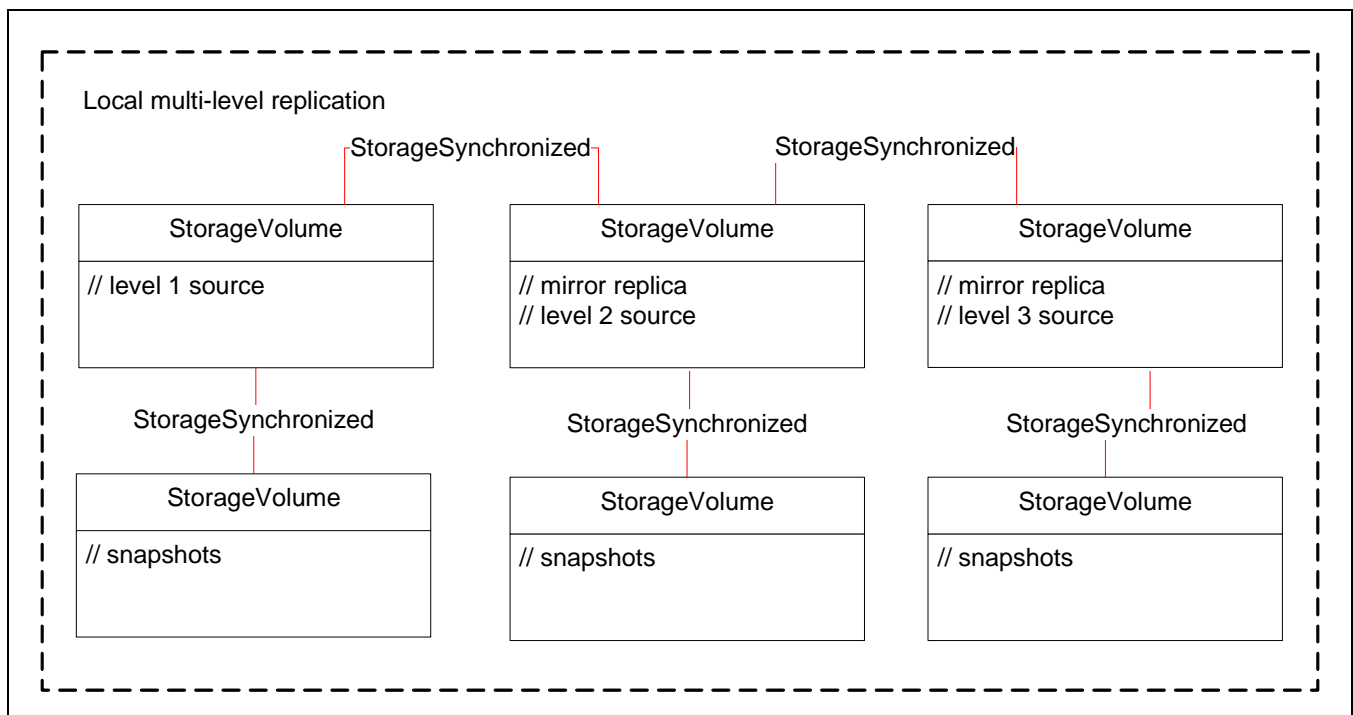 Local multi-level replication
StorageSynchronized
StorageSynchronized
StorageVolume
// level 1 source
StorageVolume
// mirror replica
// level 2 source
StorageVolume
// mirror replica
// level 3 source
StorageSynchronized
StorageSynchronized
StorageSynchronized
StorageVolume
// snapshots
StorageVolume
// snapshots
StorageVolume
// snapshots